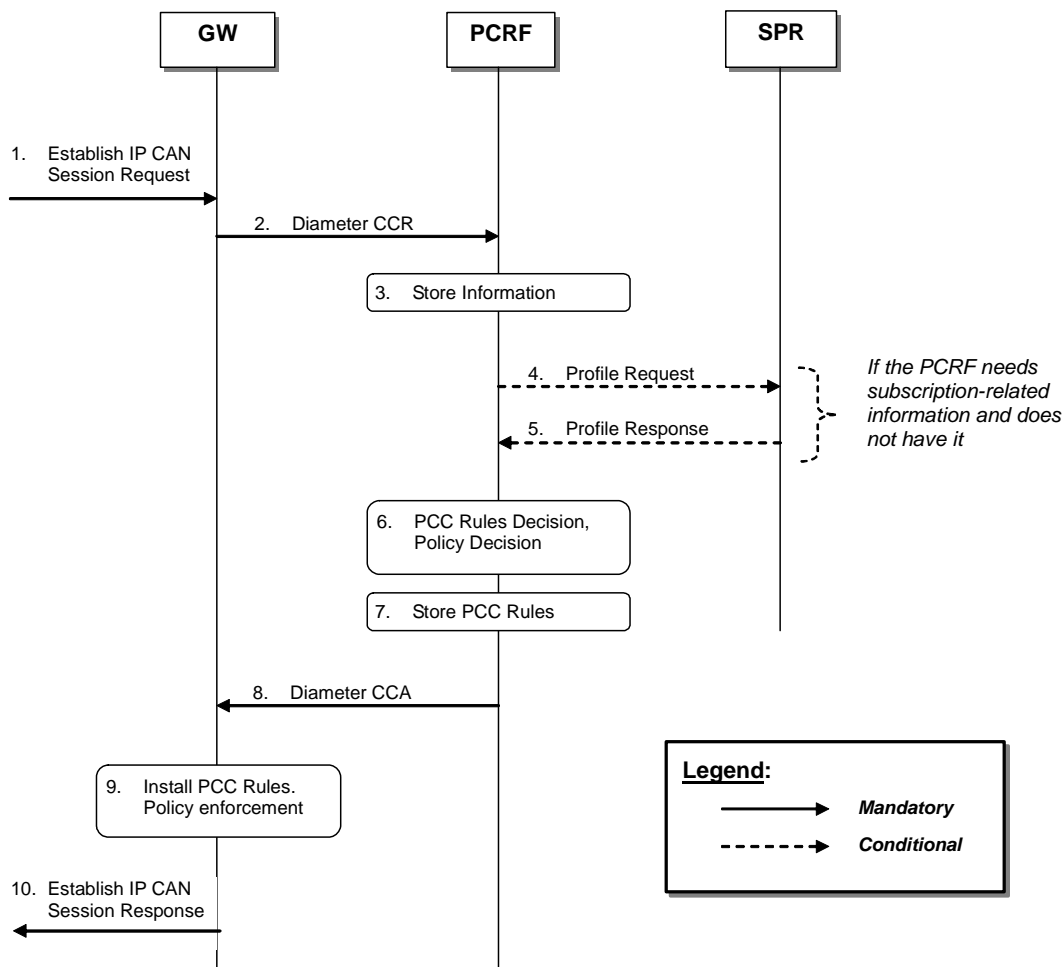 GW
PCRF
SPR
1. Establish IP CAN
Session Request
2. Diameter CCR
3. Store Information
4. Profile Request
If the PCRF needs
subscription-related
information and does
not have it
5. Profile Response
6. PCC Rules Decision,
Policy Decision
7. Store PCC Rules
8. Diameter CCA
9. Install PCC Rules.
Policy enforcement
Legend:
Mandatory
Conditional
10. Establish IP CAN
Session Response